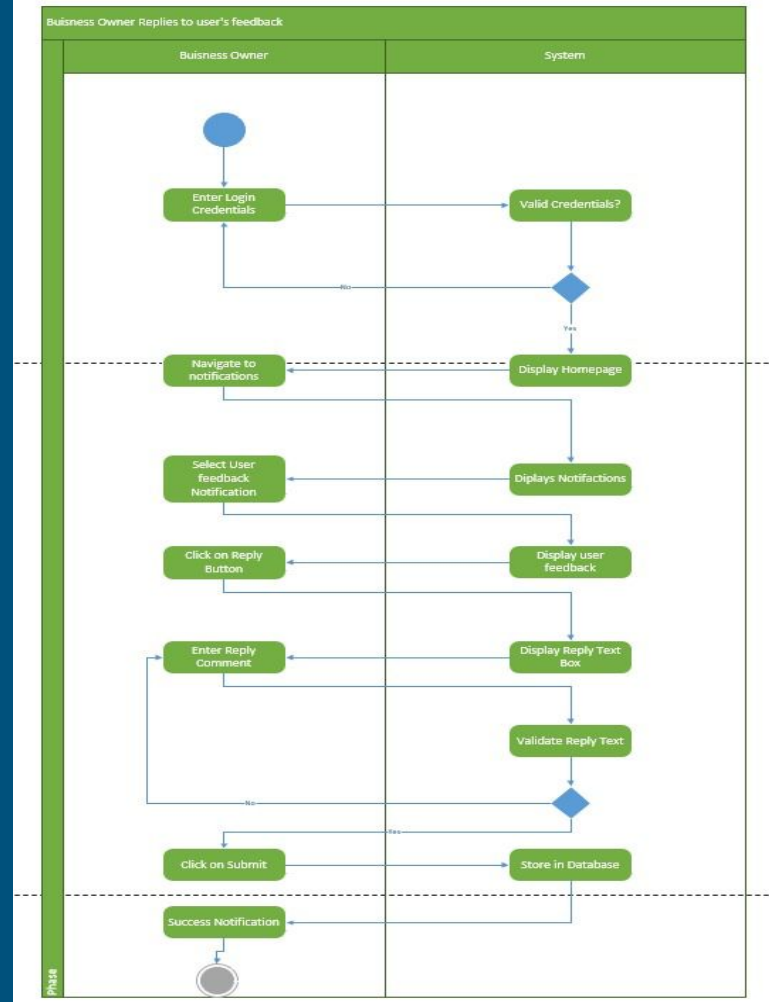 Buisness Owner Replies to user's feedback
Buisness Owner
System
Enter Login
Credentials
Valid Credentials?
No
Yes
Navigate to
notifications
Display Homepage
Select User
feedback
Notification
Diplays Notifactions
Click on Reply
Button
Display user
feedback
Enter Reply
Comment
Display Reply Text
Box
Validate Reply Text
No
Yes
Click on Submit
Store in Database
Success Notification
Phase